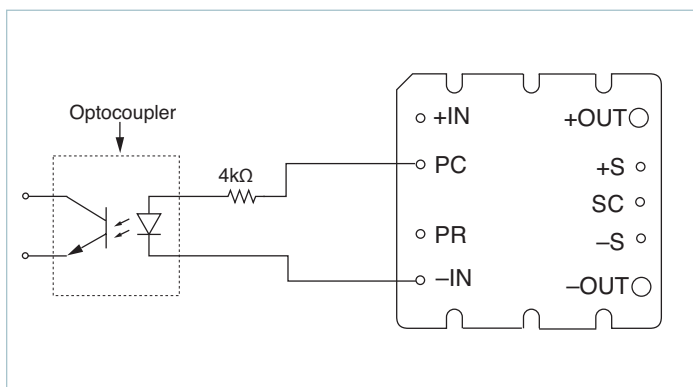 Optocoupler
4kΩ
+IN
PC
PR
–IN
+OUT
+S
SC
–S
–OUT